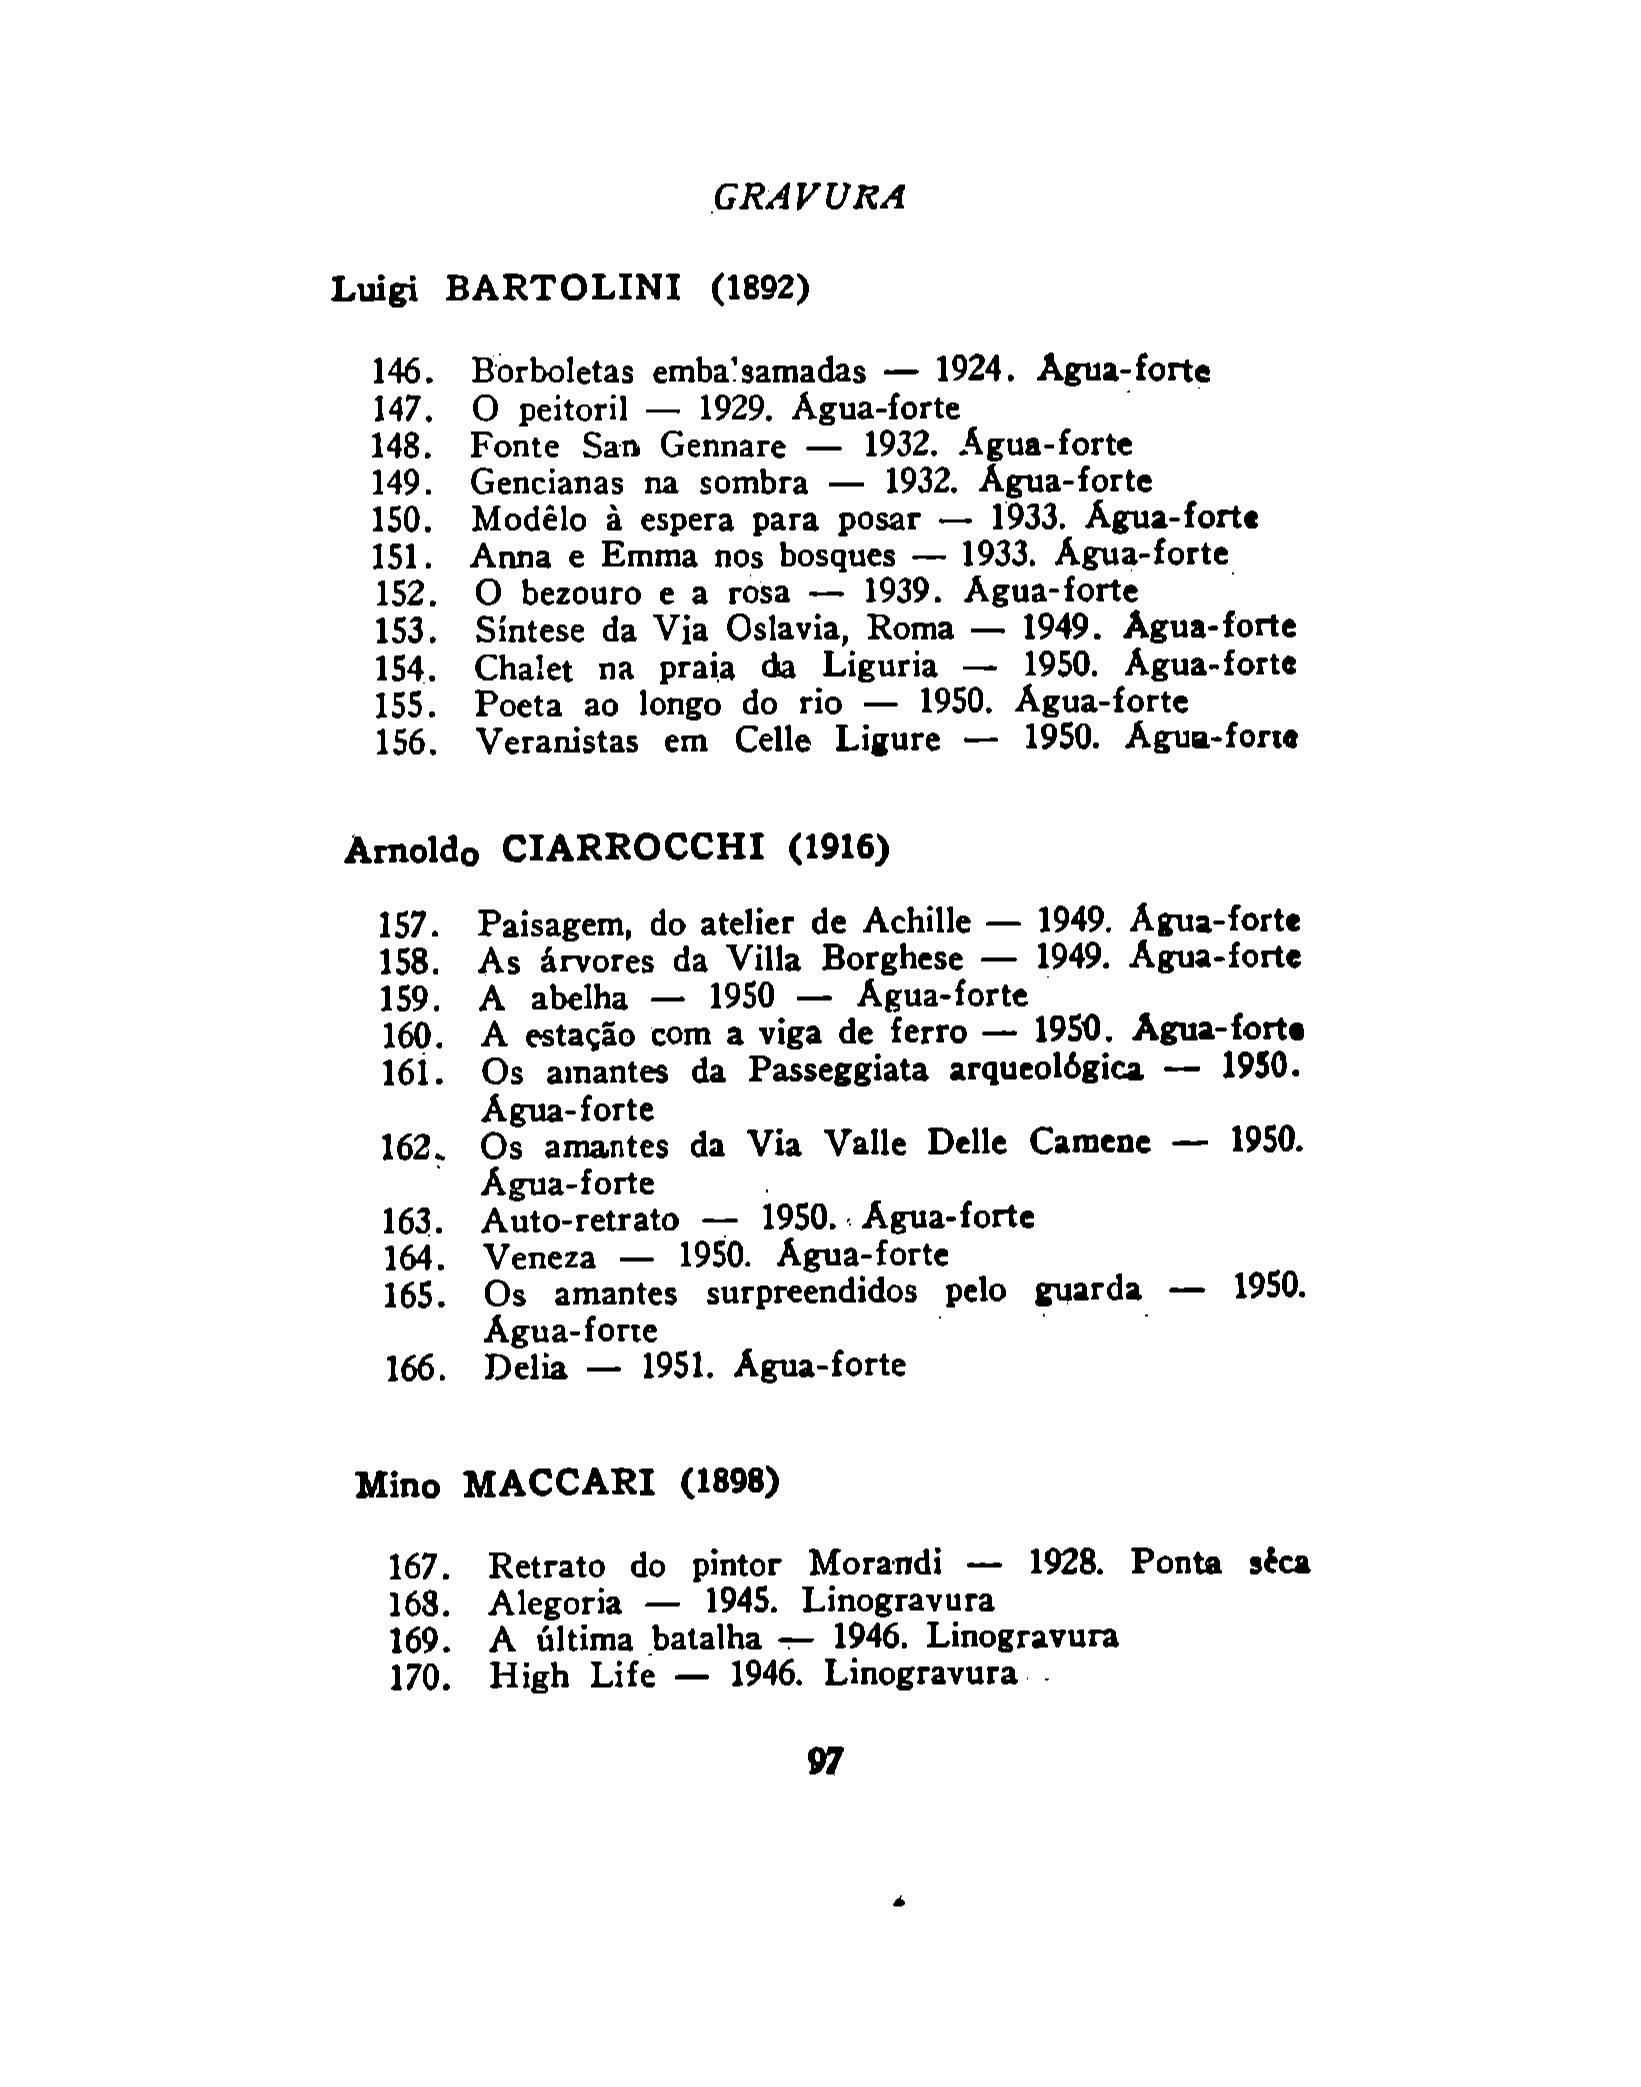 GRAVURA
Luigi BARTOLINI (1892)
146. Borboletas embalsamadas — 1924. Água-forte
147. O peitoril — 1929. Água-forte
148. Fonte San Gennare — 1932. Água-forte
149. Gencianas na sombra — 1932. Água-forte
150. Modêlo à espera para posar — 1933. Água-forte
151. Anna e Emma nos bosques — 1933. Água-forte
152. O bezouro e a rosa — 1939. Água-forte
153. Síntese da Via Oslavia, Roma — 1949. Água-forte
154. Chalet na praia da Liguria — 1950. Água-forte
155. Poeta ao longo do rio — 1950. Água-forte
156. Veranistas em Celle Ligure — 1950. Água-forte
Arnoldo CIARROCCHI (1916)
157. Paisagem, do atelier de Achille — 1949. Água-forte
158. As árvores da Villa Borghese — 1949. Água-forte
159. A abelha — 1950 — Água-forte
160. A estação com a viga de ferro — 1950. Água-forte
161. Os amantes da Passeggiata arqueológica — 1950.
Água-forte
162. Os amantes da Via Valle Delle Camene — 1950.
Água-forte
163. Auto-retrato — 1950. Água-forte
164. Veneza — 1950. Água-forte
165. Os amantes surpreendidos pelo guarda — 1950.
Água-forte
166. Delia — 1951. Água-forte
Mino MACCARI (1898)
167. Retrato do pintor Morandi — 1928. Ponta sêca
168. Alegoria — 1945. Linogravura
169. A última batalha — 1946. Linogravura
170. High Life — 1946. Linogravura
97